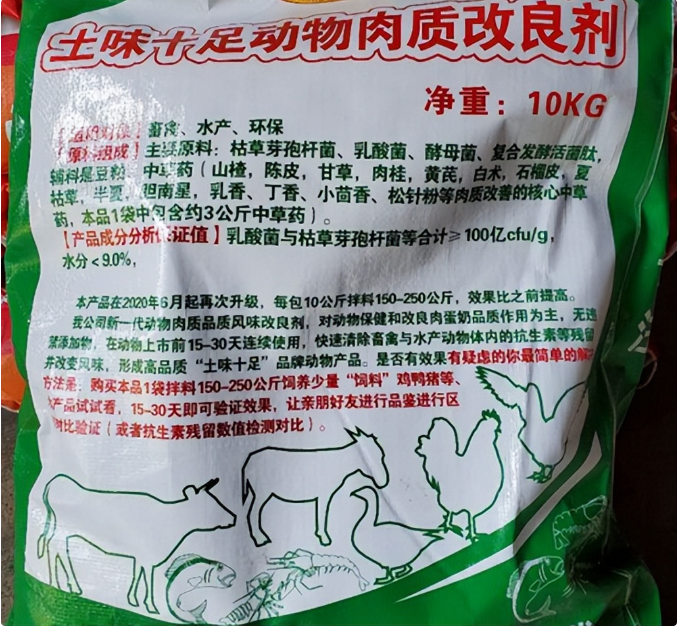 土味十足动物肉质改良剂
净重：10KG
【适用对象】畜禽、水产、环保
【原料组成】主要原料：枯草芽孢杆菌、乳酸菌、酵母菌、复合发酵活菌肽，
辅料是豆粕、中草药（山楂，陈皮，甘草，肉桂，黄芪，白术，石榴皮，夏
枯草，半夏，胆南星，乳香、丁香、小茴香、松针粉等肉质改善的核心中草
药，本品1袋中包含约3公斤中草药）。
【产品成分分析保证值】乳酸菌与枯草芽孢杆菌等合计≥100亿cfu/g，
水分<9.0%，
本产品在2020年6月起再次升级，每包10公斤拌料150-250公斤，效果比之前提高。
我公司新一代动物肉质品质风味改良剂，对动物保健和改良肉蛋奶品质作用为主，无违
禁添加物，在动物上市前15-30天连续使用，快速清除畜禽与水产动物体内的抗生素等残留
并改变风味，形成高品质“土味十足”品牌动物产品。是否有效果有疑虑的你最简单的解
方法是：购买本品1袋拌料150-250公斤饲养少量“饲料”鸡鸭猪等、
产品试试看，15-30天即可验证效果，让亲朋好友进行品鉴进行区
对比验证（或者抗生素残留数值检测对比）。